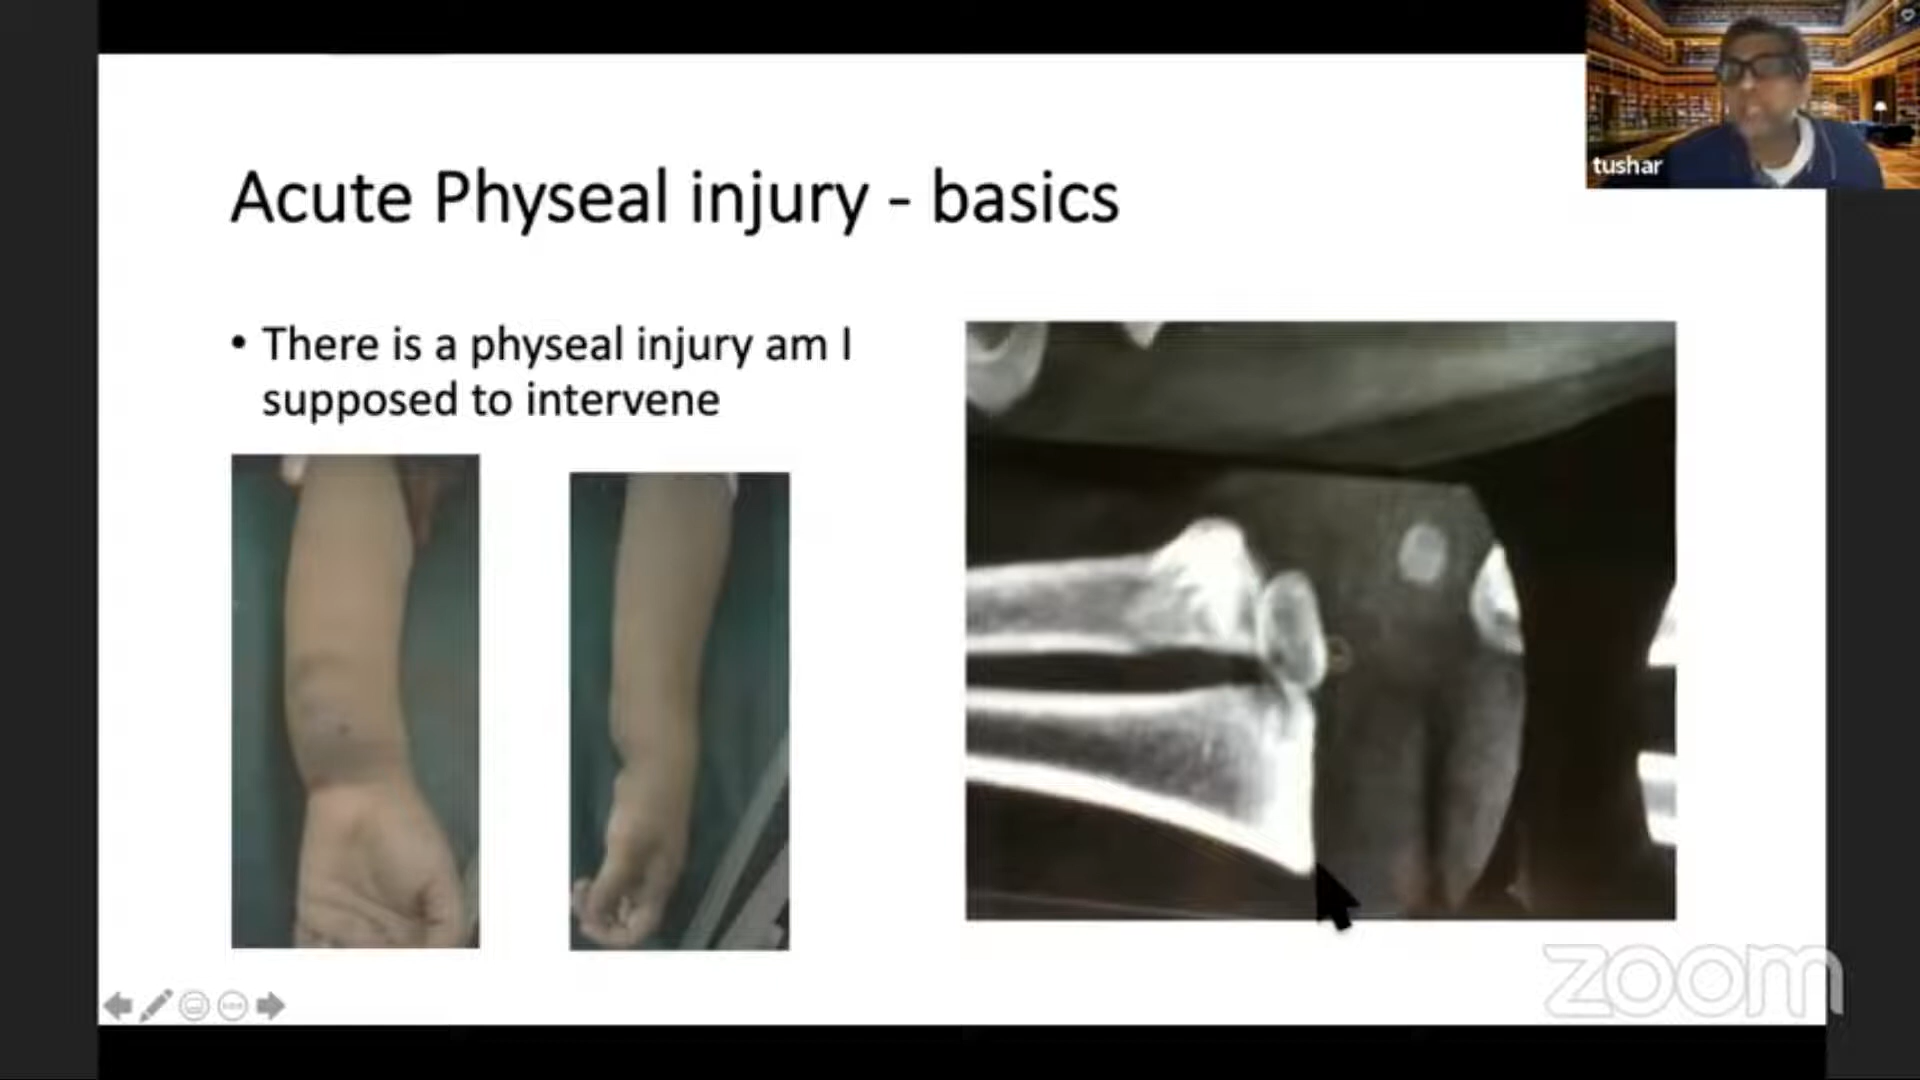 Acute Physeal injury - basics
tushar
• There is a physeal injury am I
supposed to intervene
zoom